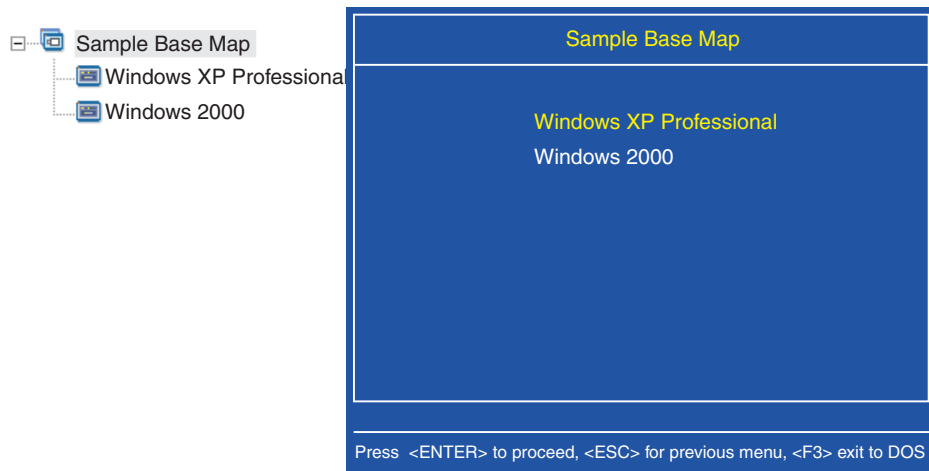 Sample Base Map
Windows XP Professional
Windows 2000
Sample Base Map
Windows XP Professional
Windows 2000
Press <ENTER> to proceed, <ESC> for previous menu, <F3> exit to DOS